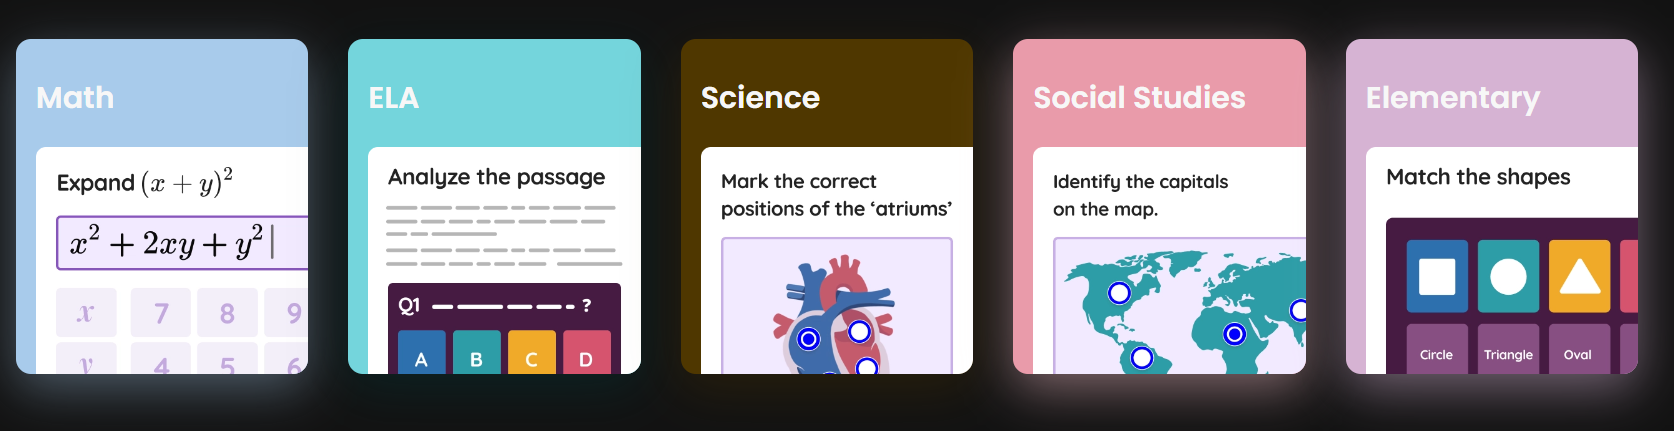 Math
Expand (x + y)²
x² + 2xy + y²
x 7 8 9
y 4 5 6
ELA
Analyze the passage
Q1 ?
A B C D
Science
Mark the correct
positions of the ‘atriums’
Social Studies
Identify the capitals
on the map.
Elementary
Match the shapes
Circle Triangle Oval